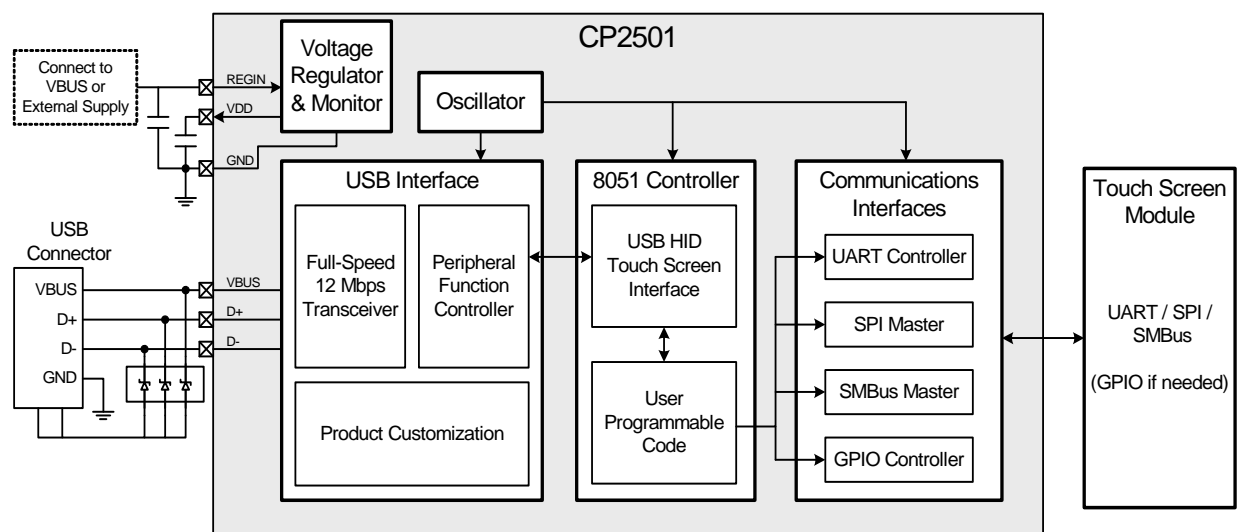 CP2501
Connect to
VBUS or
External Supply
REGIN
VDD
GND
Voltage
Regulator
& Monitor
Oscillator
USB Interface
Full-Speed
12 Mbps
Transceiver
Peripheral
Function
Controller
Product Customization
8051 Controller
USB HID
Touch Screen
Interface
User
Programmable
Code
Communications
Interfaces
UART Controller
SPI Master
SMBus Master
GPIO Controller
Touch Screen
Module
UART / SPI /
SMBus
(GPIO if needed)
USB
Connector
VBUS
D+
D-
GND
VBUS
D+
D-